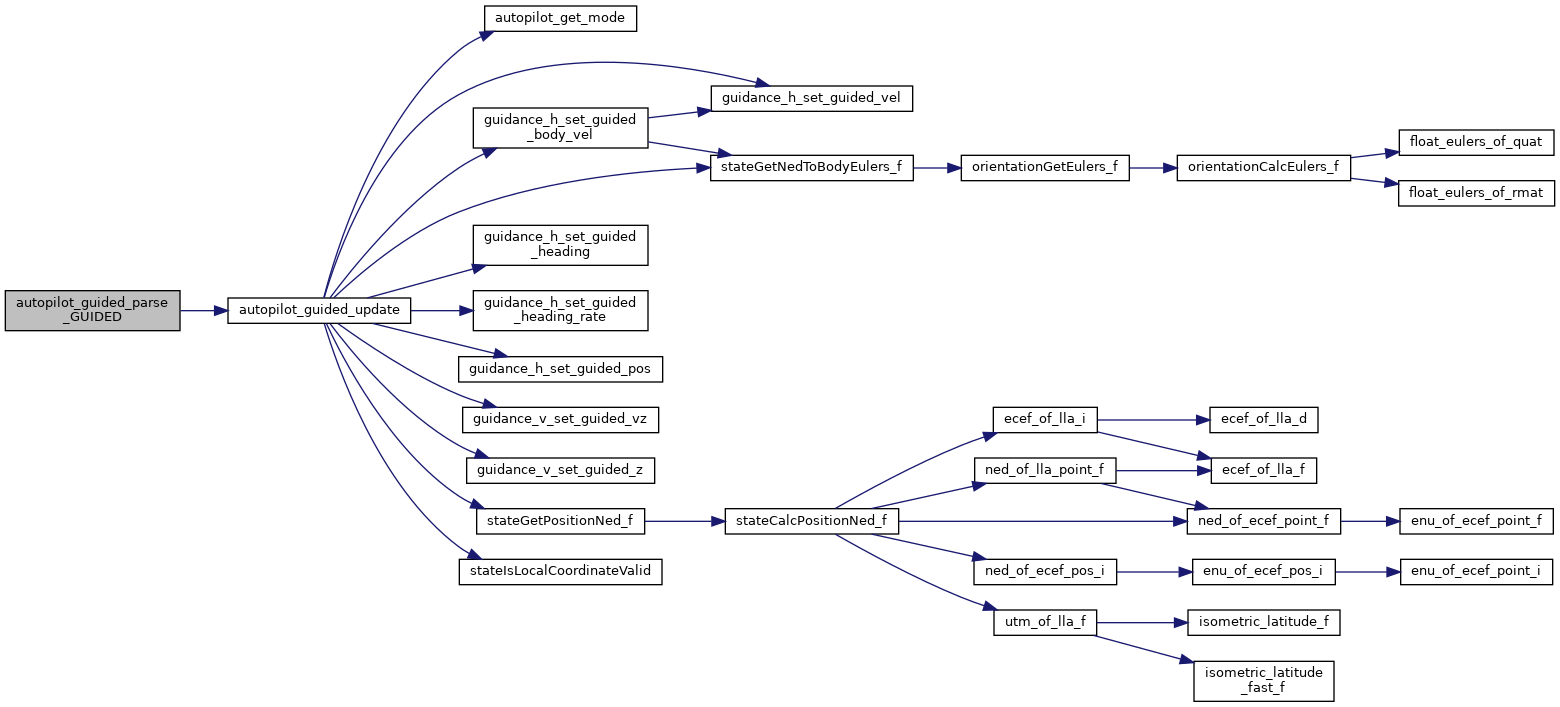 autopilot_get_mode
guidance_h_set_guided_vel
guidance_h_set_guided
_body_vel
float_eulers_of_quat
stateGetNedToBodyEulers_f
orientationGetEulers_f
orientationCalcEulers_f
float_eulers_of_rmat
guidance_h_set_guided
_heading
autopilot_guided_parse
_GUIDED
autopilot_guided_update
guidance_h_set_guided
_heading_rate
guidance_h_set_guided_pos
guidance_v_set_guided_vz
ecef_of_lla_i
ecef_of_lla_d
guidance_v_set_guided_z
ned_of_lla_point_f
ecef_of_lla_f
stateGetPositionNed_f
stateCalcPositionNed_f
ned_of_ecef_point_f
enu_of_ecef_point_f
stateIsLocalCoordinateValid
ned_of_ecef_pos_i
enu_of_ecef_pos_i
enu_of_ecef_point_i
utm_of_lla_f
isometric_latitude_f
isometric_latitude
_fast_f